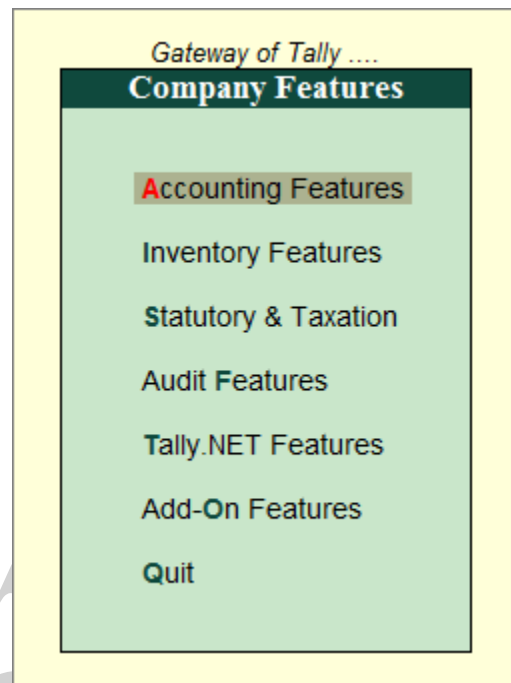 Gateway of Tally ....
Company Features
Accounting Features
Inventory Features
Statutory & Taxation
Audit Features
Tally.NET Features
Add-On Features
Quit